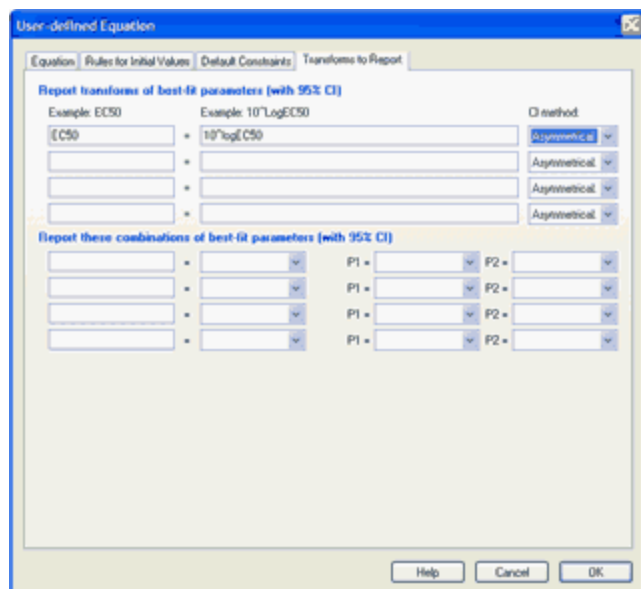 User-defined Equation
Equation Rules for Initial Values Default Constraints Transforms to Report
Report transforms of best-fit parameters (with 95% CI)
Example: EC50 Example: 10^LogEC50 CI method:
EC50 = 10^logEC50 Asymmetrical
= Asymmetrical
= Asymmetrical
= Asymmetrical
Report these combinations of best-fit parameters (with 95% CI)
= P1 = P2 =
= P1 = P2 =
= P1 = P2 =
= P1 = P2 =
Help Cancel OK